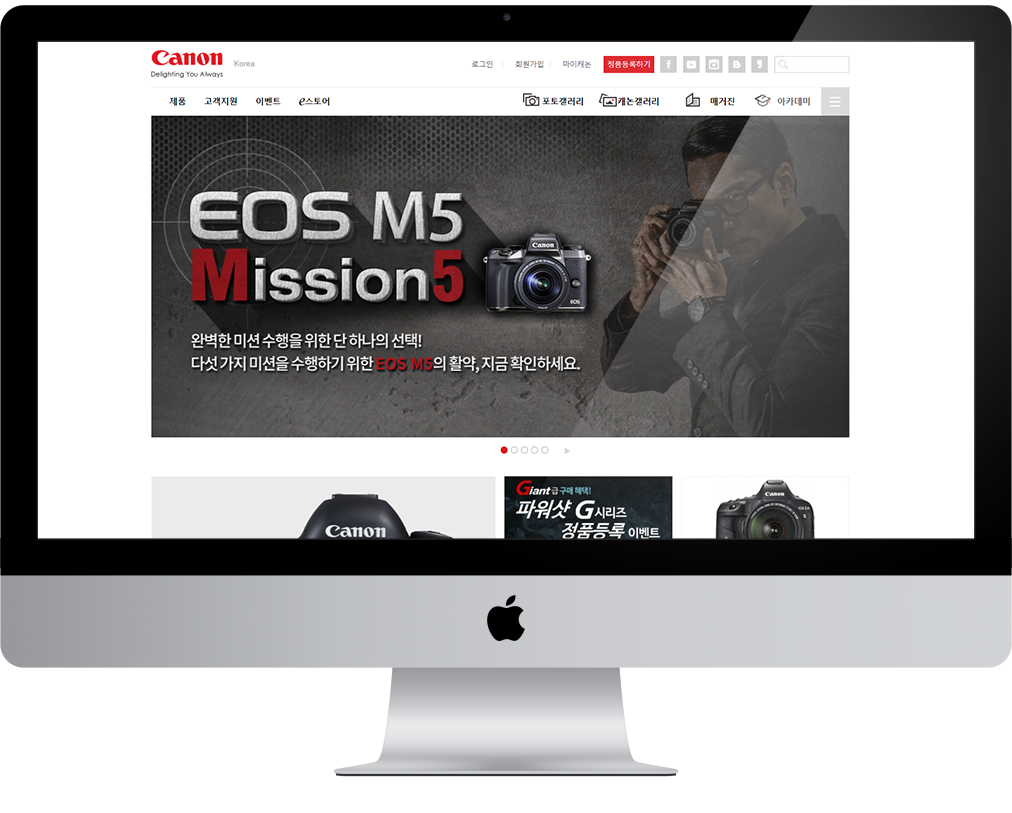 Canon Korea
Delighting You Always
로그인 회원가입 마이캐논 정품등록하기
제품 고객지원 이벤트 e스토어 포토갤러리 캐논갤러리 매거진 아카데미
EOS M5
Mission5
Canon
EOS
완벽한 미션 수행을 위한 단 하나의 선택!
다섯 가지 미션을 수행하기 위한 EOS M5의 활약, 지금 확인하세요.
Canon
Giant급 구매 혜택!
파워샷 G시리즈
정품등록 이벤트
Canon